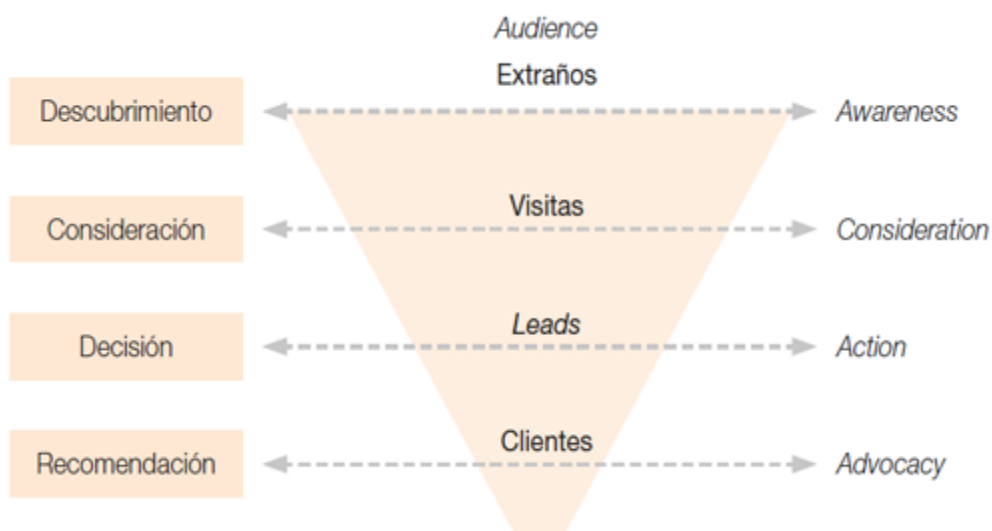 Audience
Extraños
Descubrimiento
Awareness
Visitas
Consideración
Consideration
Leads
Decisión
Action
Clientes
Recomendación
Advocacy